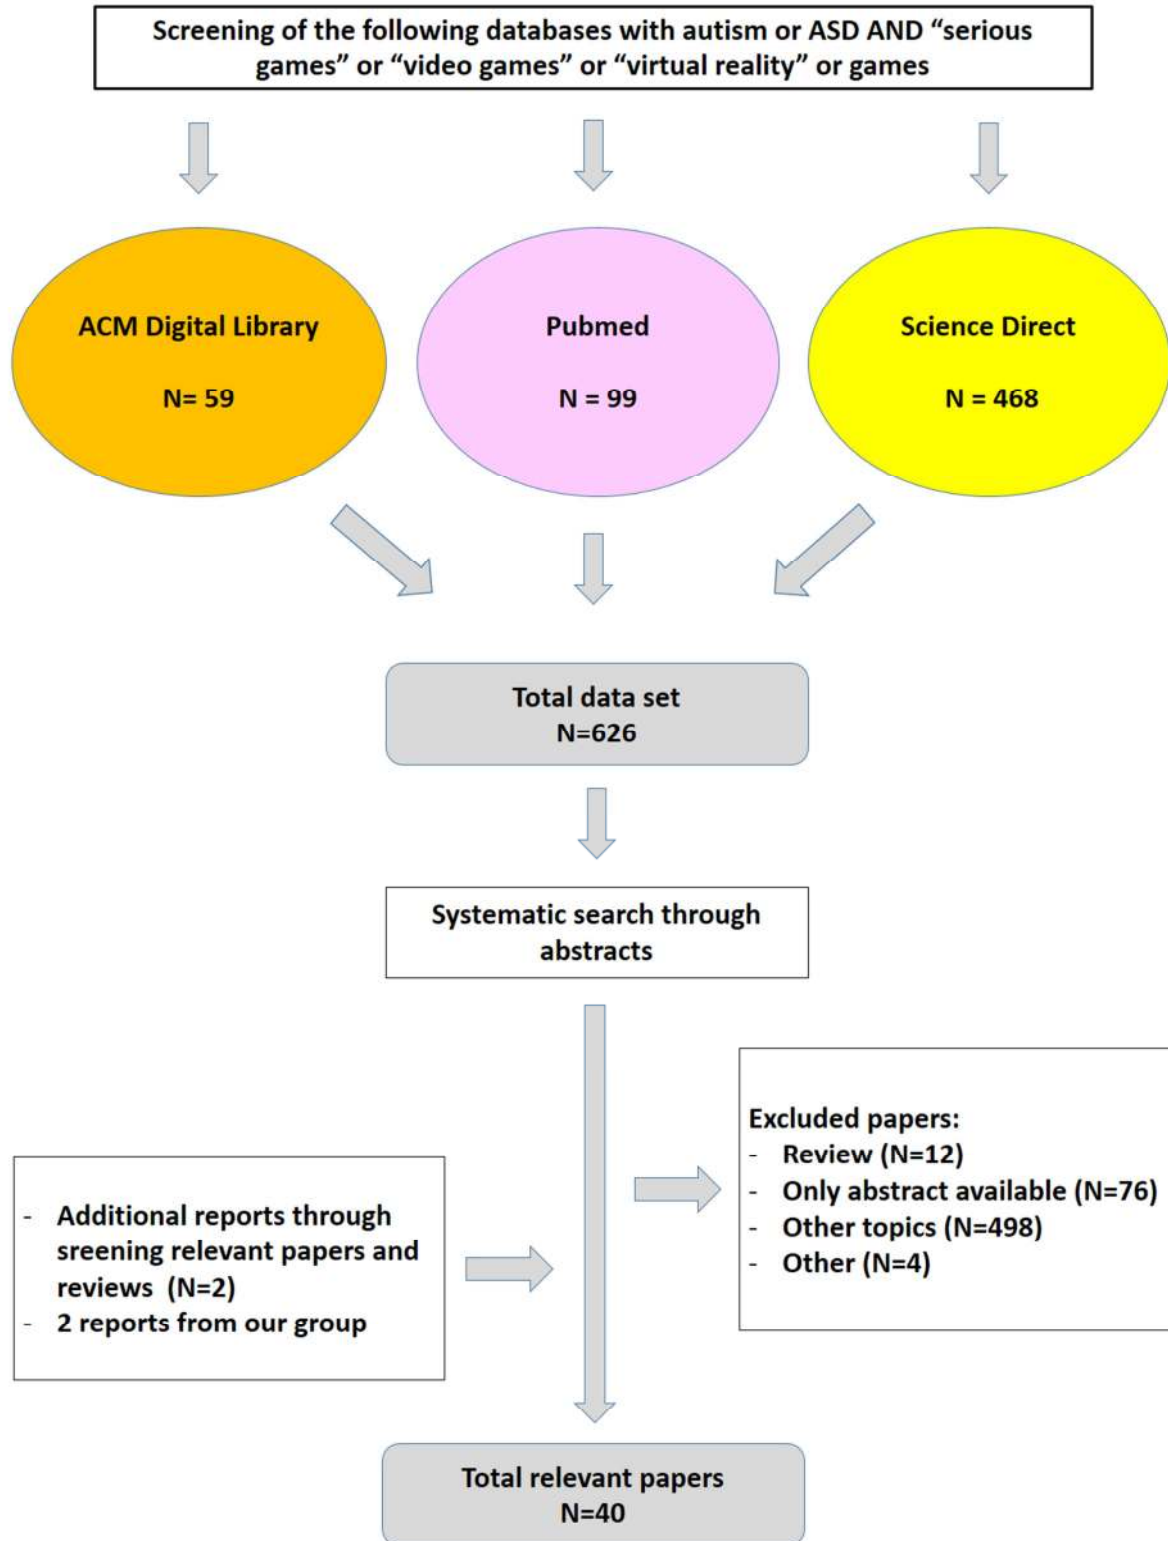 Screening of the following databases with autism or ASD AND “serious
games” or “video games” or “virtual reality” or games
ACM Digital Library
N= 59
Pubmed
N = 99
Science Direct
N = 468
Total data set
N=626
Systematic search through
abstracts
Excluded papers:
- Review (N=12)
- Only abstract available (N=76)
- Other topics (N=498)
- Other (N=4)
- Additional reports through
sreening relevant papers and
reviews (N=2)
- 2 reports from our group
Total relevant papers
N=40